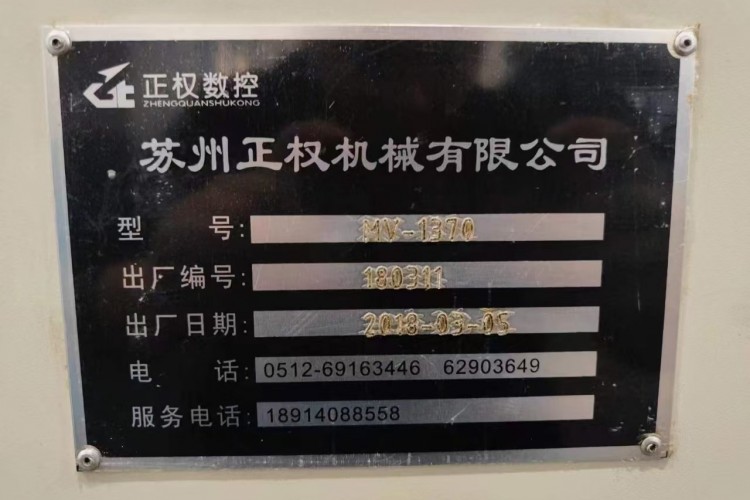 正权数控
ZHENGQUANSHUKONG
苏州正权机械有限公司
型 号: MV-1370
出厂编号: 180311
出厂日期: 2018-03-05
电 话: 0512-69163446 62903649
服务电话: 18914088558